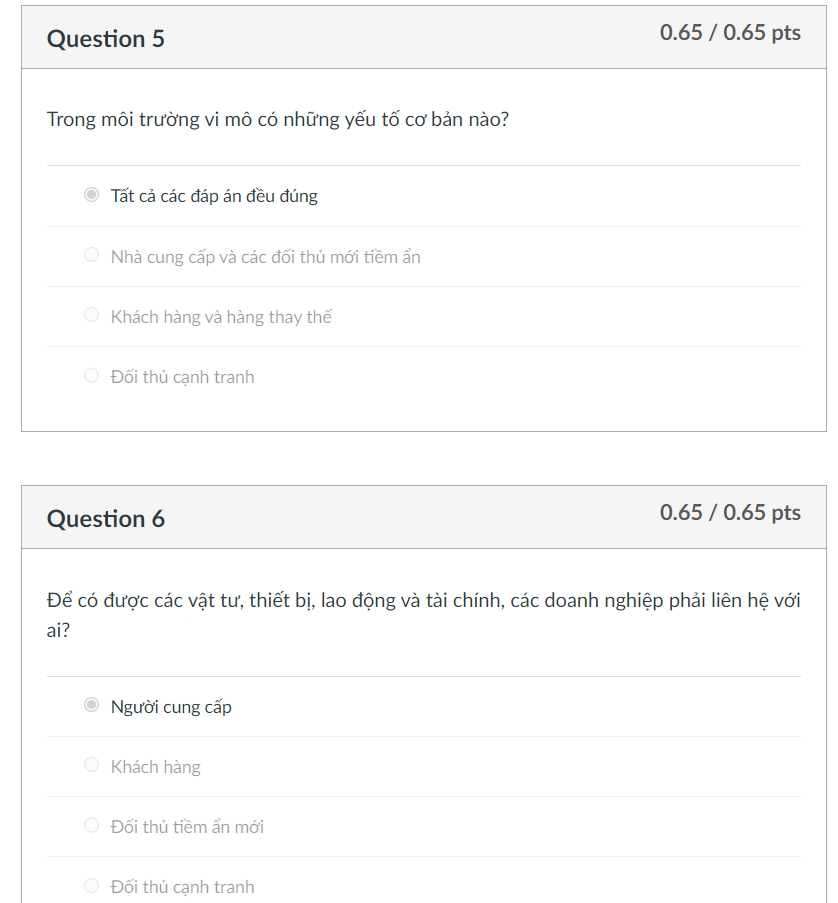 Question 5
0.65 / 0.65 pts
Trong môi trường vi mô có những yếu tố cơ bản nào?
Tất cả các đáp án đều đúng
Nhà cung cấp và các đối thủ mới tiềm ẩn
Khách hàng và hàng thay thế
Đối thủ cạnh tranh
Question 6
0.65 / 0.65 pts
Để có được các vật tư, thiết bị, lao động và tài chính, các doanh nghiệp phải liên hệ với
ai?
Người cung cấp
Khách hàng
Đối thủ tiềm ẩn mới
Đối thủ cạnh tranh